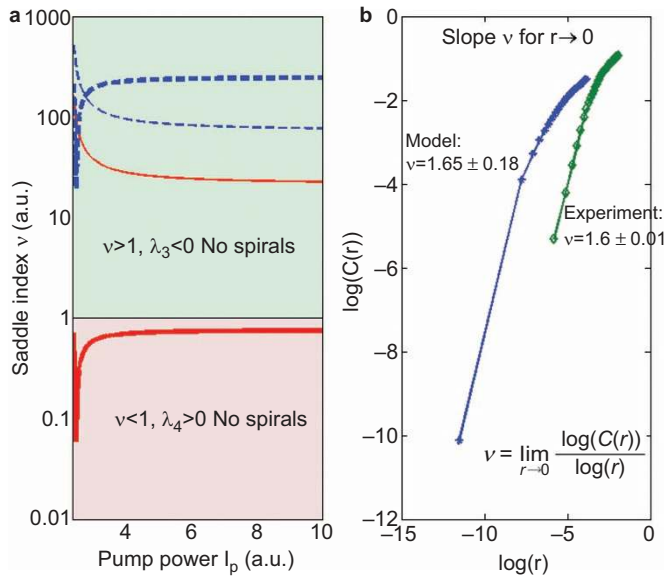 a
Saddle index ν (a.u.)
1000
100
10
1
0.1
0.01
ν>1, λ₃<0 No spirals
ν<1, λ₄>0 No spirals
4
6
8
10
Pump power Iₚ (a.u.)
b
log(C(r))
0
−2
−4
−6
−8
−10
−12
Slope ν for r→0
Model:
ν=1.65 ± 0.18
Experiment:
ν=1.6 ± 0.01
ν = lim r→0 log(C(r)) / log(r)
−15
−10
−5
0
log(r)